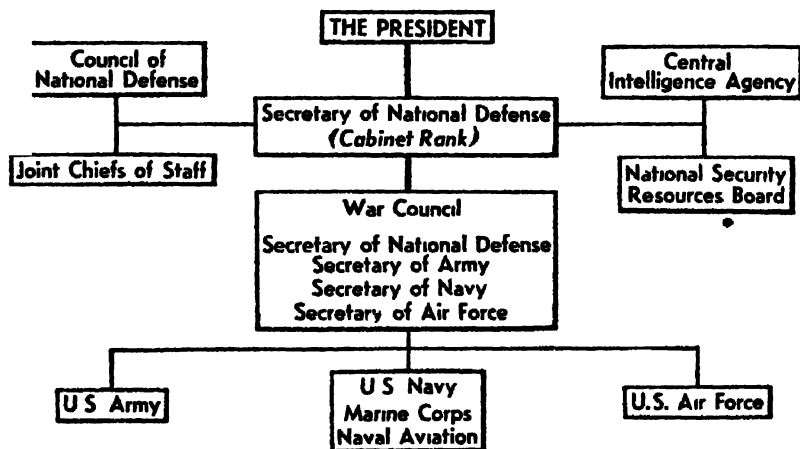 THE PRESIDENT
Council of
National Defense
Central
Intelligence Agency
Secretary of National Defense
(Cabinet Rank)
Joint Chiefs of Staff
National Security
Resources Board
War Council
Secretary of National Defense
Secretary of Army
Secretary of Navy
Secretary of Air Force
U S Army
U S Navy
Marine Corps
Naval Aviation
U.S. Air Force